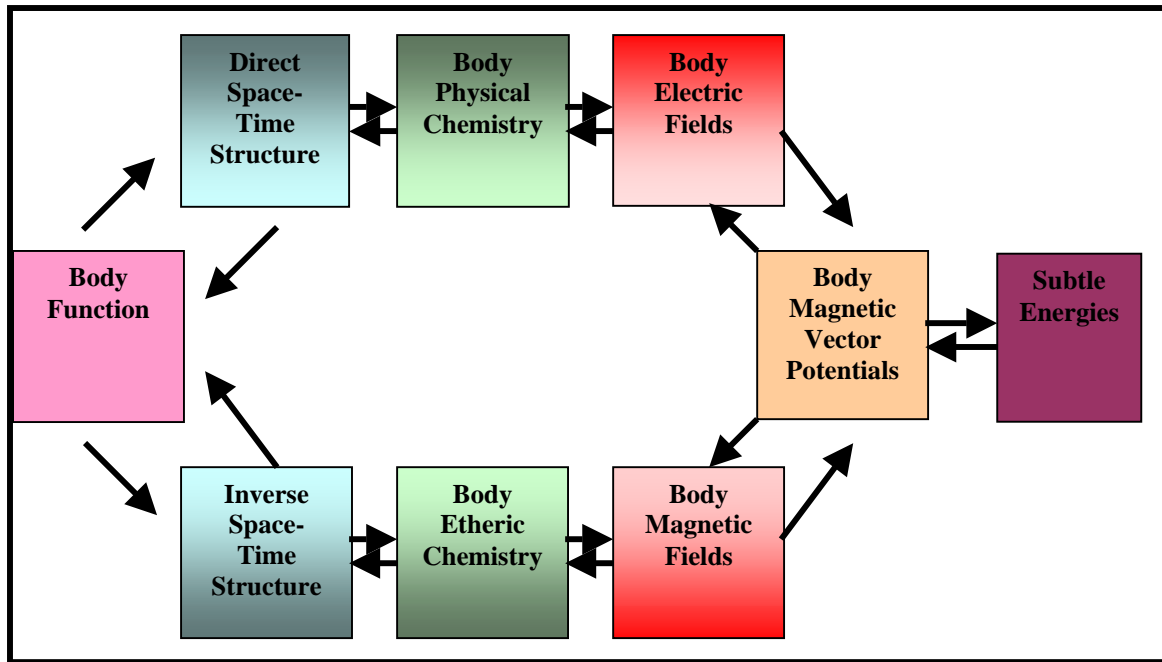 Direct
Space-
Time
Structure
Body
Physical
Chemistry
Body
Electric
Fields
Body
Function
Body
Magnetic
Vector
Potentials
Subtle
Energies
Inverse
Space-
Time
Structure
Body
Etheric
Chemistry
Body
Magnetic
Fields